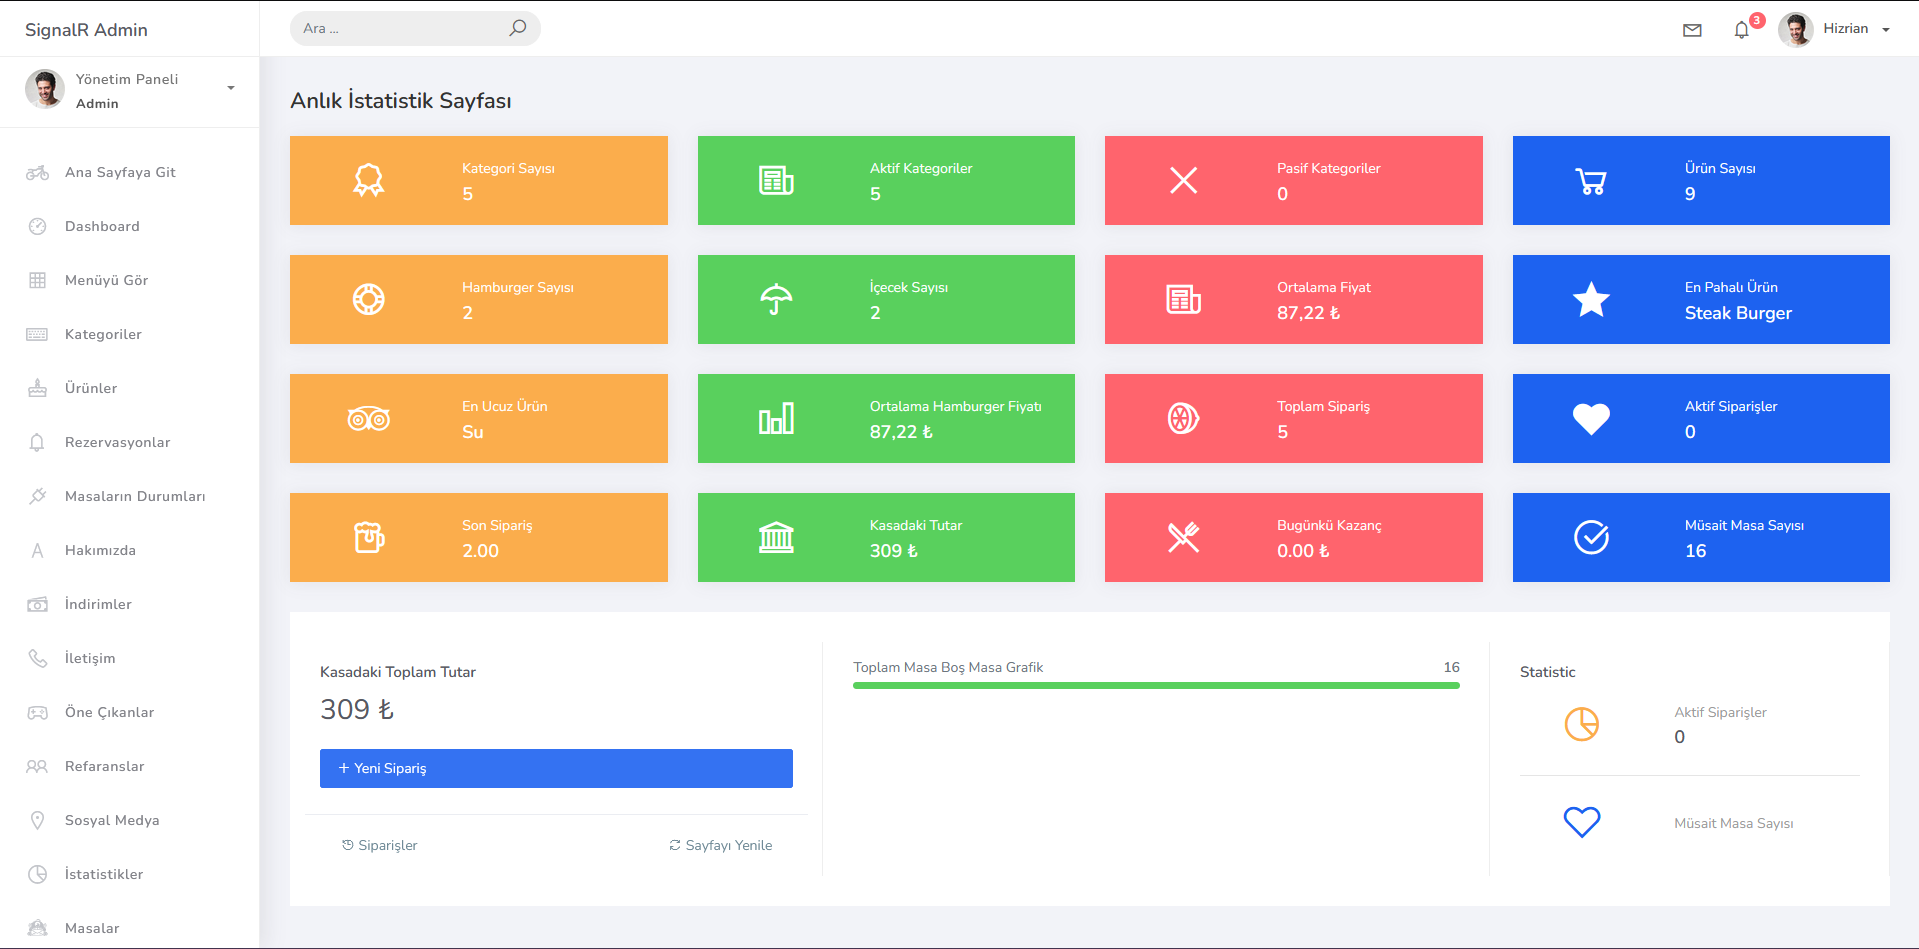 SignalR Admin
Ara ...
3
Hizrian
Yönetim Paneli
Admin
Ana Sayfaya Git
Dashboard
Menüyü Gör
Kategoriler
Ürünler
Rezervasyonlar
Masaların Durumları
Hakımızda
İndirimler
İletişim
Öne Çıkanlar
Refaranslar
Sosyal Medya
İstatistikler
Masalar
Anlık İstatistik Sayfası
Kategori Sayısı
5
Aktif Kategoriler
5
Pasif Kategoriler
0
Ürün Sayısı
9
Hamburger Sayısı
2
İçecek Sayısı
2
Ortalama Fiyat
87,22 ₺
En Pahalı Ürün
Steak Burger
En Ucuz Ürün
Su
Ortalama Hamburger Fiyatı
87,22 ₺
Toplam Sipariş
5
Aktif Siparişler
0
Son Sipariş
2.00
Kasadaki Tutar
309 ₺
Bugünkü Kazanç
0.00 ₺
Müsait Masa Sayısı
16
Kasadaki Toplam Tutar
309 ₺
+ Yeni Sipariş
Siparişler
Sayfayı Yenile
Toplam Masa Boş Masa Grafik
16
Statistic
Aktif Siparişler
0
Müsait Masa Sayısı